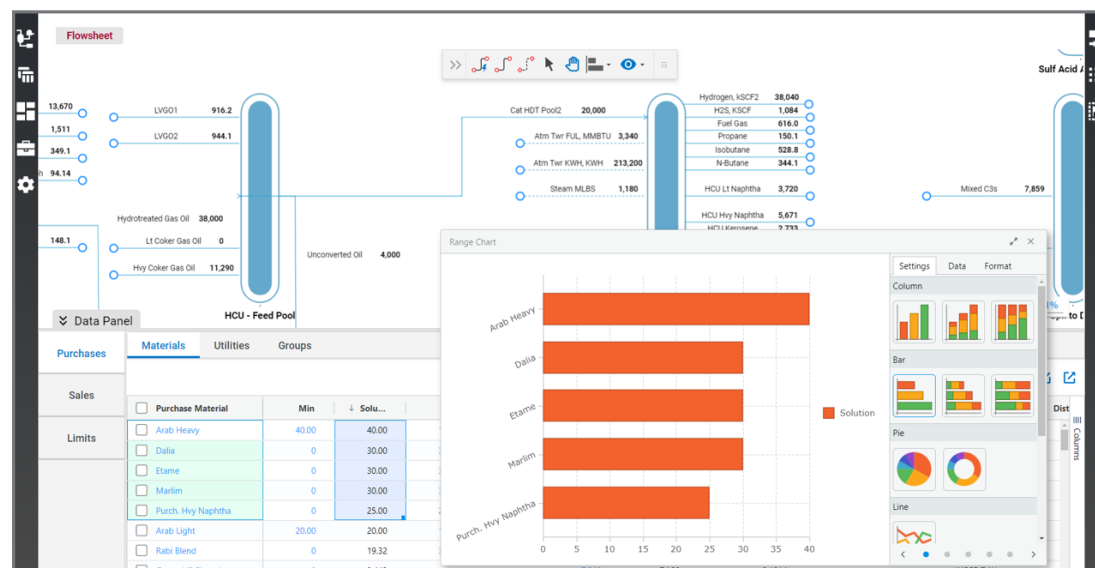 Flowsheet
Sulf Acid
13,670
1,511
349.1
94.14
148.1
LVGO1 916.2
LVGO2 944.1
Hydrotreated Gas Oil 38,000
Lt Coker Gas Oil 0
Hvy Coker Gas Oil 11,290
HCU - Feed Pool
Unconverted Oil 4,000
Cat HDT Pool2 20,000
Atm Twr FUL, MMBTU 3,340
Atm Twr KWH, KWH 213,200
Steam MLBS 1,180
Hydrogen, kSCF2 38,040
H2S, KSCF 1,084
Fuel Gas 616.0
Propane 150.1
Isobutane 528.8
N-Butane 344.1
HCU Lt Naphtha 3,720
HCU Hvy Naphtha 5,671
HCU Kerosene 2,733
Mixed C3s 7,859
to D
Data Panel
Purchases
Sales
Limits
Materials Utilities Groups
Purchase Material Min Solu...
Arab Heavy 40.00 40.00
Dalia 0 30.00
Etame 0 30.00
Marlim 0 30.00
Purch. Hvy Naphtha 0 25.00
Arab Light 20.00 20.00
Rabi Blend 0 19.32
Dist
Columns
Range Chart
Arab Heavy
Dalia
Etame
Marlim
Purch. Hvy Naphtha
0 5 10 15 20 25 30 35 40
Solution
Settings Data Format
Column
Bar
Pie
Line